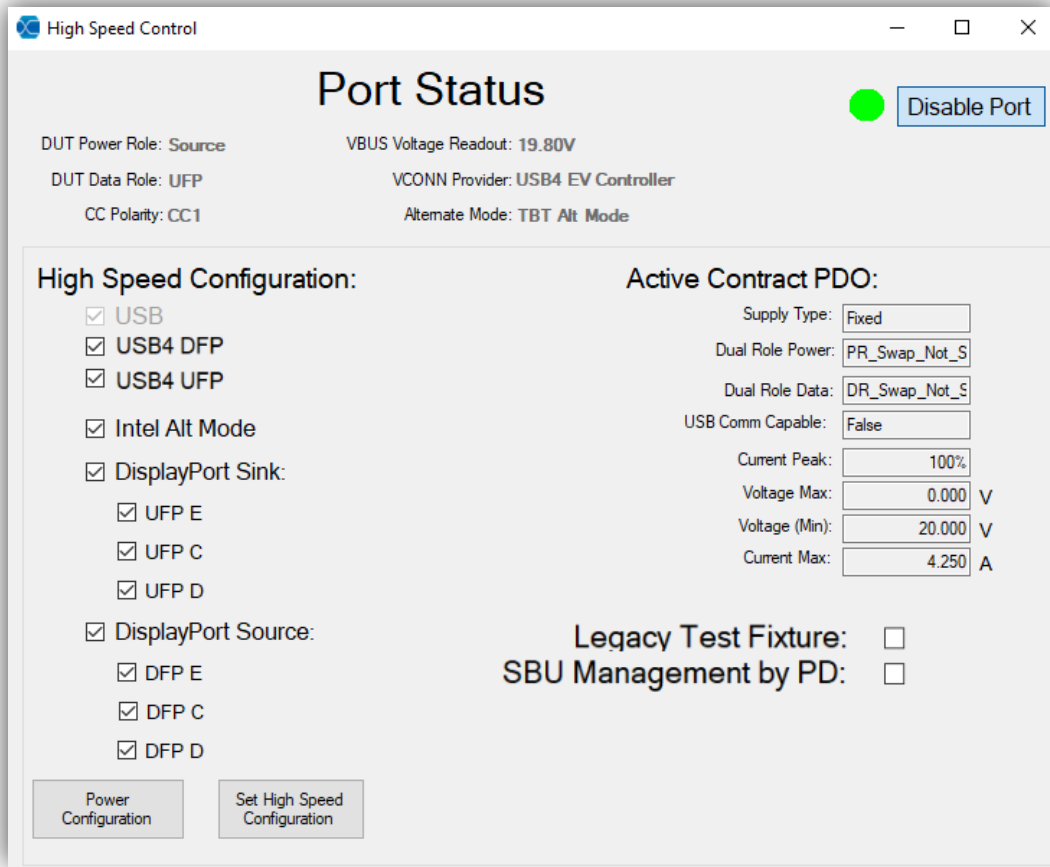 High Speed Control
Port Status
Disable Port
DUT Power Role: Source
VBUS Voltage Readout: 19.80V
DUT Data Role: UFP
VCONN Provider: USB4 EV Controller
CC Polarity: CC1
Alternate Mode: TBT Alt Mode
High Speed Configuration:
USB
USB4 DFP
USB4 UFP
Intel Alt Mode
DisplayPort Sink:
UFP E
UFP C
UFP D
DisplayPort Source:
DFP E
DFP C
DFP D
Power
Configuration
Set High Speed
Configuration
Active Contract PDO:
Supply Type: Fixed
Dual Role Power: PR_Swap_Not_S
Dual Role Data: DR_Swap_Not_S
USB Comm Capable: False
Current Peak: 100%
Voltage Max: 0.000 V
Voltage (Min): 20.000 V
Current Max: 4.250 A
Legacy Test Fixture:
SBU Management by PD: